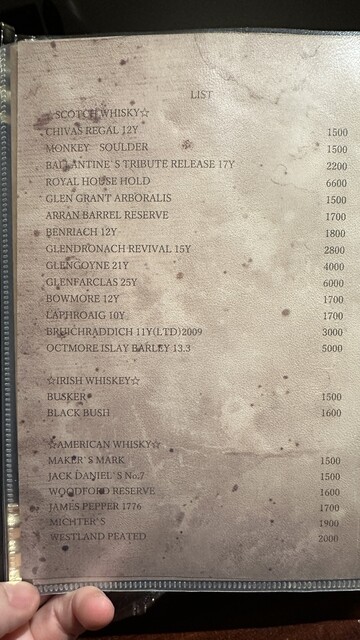 LIST
☆SCOTCH WHISKY☆
CHIVAS REGAL 12Y 1500
MONKEY SOULDER 1500
BALLANTINE`S TRIBUTE RELEASE 17Y 2200
ROYAL HOUSE HOLD 6600
GLEN GRANT ARBORALIS 1500
ARRAN BARREL RESERVE 1700
BENRIACH 12Y 1800
GLENDRONACH REVIVAL 15Y 2800
GLENGOYNE 21Y 4000
GLENFARCLAS 25Y 6000
BOWMORE 12Y 1700
LAPHROAIG 10Y 1700
BRUICHRADDICH 11Y(LTD)2009 3000
OCTMORE ISLAY BARLEY 13.3 5000
☆IRISH WHISKEY☆
BUSKER 1500
BLACK BUSH 1600
☆AMERICAN WHISKY☆
MAKER`S MARK 1500
JACK DANIEL`S No,7 1500
WOODFORD RESERVE 1600
JAMES PEPPER 1776 1700
MICHTER'S 1900
WESTLAND PEATED 2000